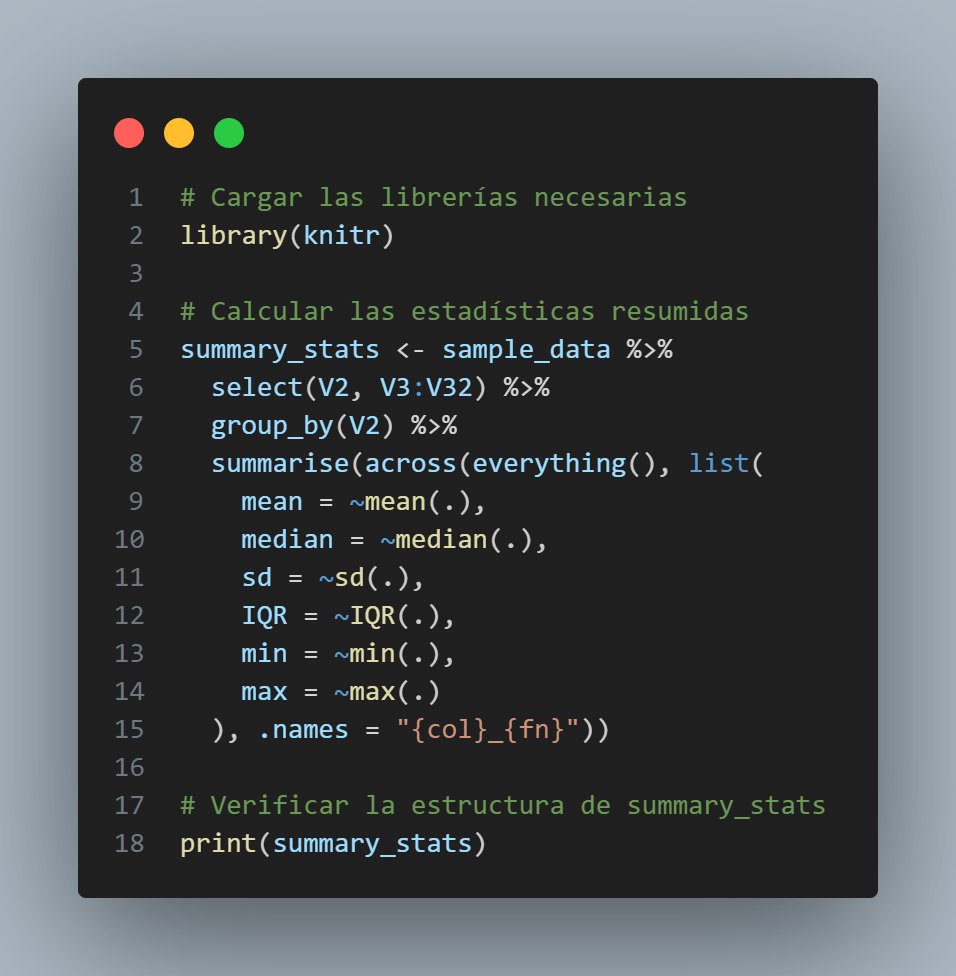 1 # Cargar las librerías necesarias
2 library(knitr)
3
4 # Calcular las estadísticas resumidas
5 summary_stats <- sample_data %>%
6   select(V2, V3:V32) %>%
7   group_by(V2) %>%
8   summarise(across(everything(), list(
9     mean = ~mean(.),
10     median = ~median(.),
11     sd = ~sd(.),
12     IQR = ~IQR(.),
13     min = ~min(.),
14     max = ~max(.)
15   ), .names = "{col}_{fn}"))
16
17 # Verificar la estructura de summary_stats
18 print(summary_stats)